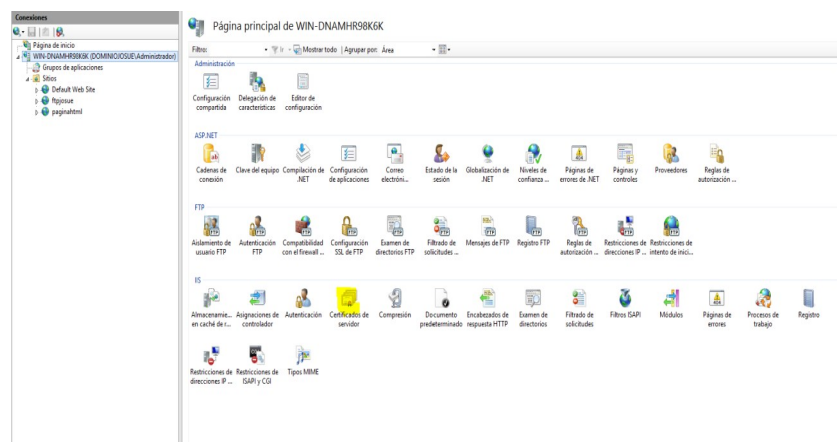 Conexiones
Página de inicio
WIN-DNAMHR98K6K (DOMINIOJOSUE\Administrador)
Grupos de aplicaciones
Sitios
Default Web Site
ftpjosue
paginahtml
Página principal de WIN-DNAMHR98K6K
Filtro: Ir Mostrar todo Agrupar por: Área
Administración
Configuración compartida
Delegación de características
Editor de configuración
ASP.NET
Cadenas de conexión
Clave del equipo
Compilación de .NET
Configuración de aplicaciones
Correo electróni...
Estado de la sesión
Globalización de .NET
Niveles de confianza ...
Páginas de errores de .NET
Páginas y controles
Proveedores
Reglas de autorización ...
FTP
Aislamiento de usuario FTP
Autenticación FTP
Compatibilidad con el firewall ...
Configuración SSL de FTP
Examen de directorios FTP
Filtrado de solicitudes ...
Mensajes de FTP
Registro FTP
Reglas de autorización ...
Restricciones de direcciones IP ...
Restricciones de intento de inici...
IIS
Almacenamie... en caché de r...
Asignaciones de controlador
Autenticación
Certificados de servidor
Compresión
Documento predeterminado
Encabezados de respuesta HTTP
Examen de directorios
Filtrado de solicitudes
Filtros ISAPI
Módulos
Páginas de errores
Procesos de trabajo
Registro
Restricciones de direcciones IP ...
Restricciones de ISAPI y CGI
Tipos MIME